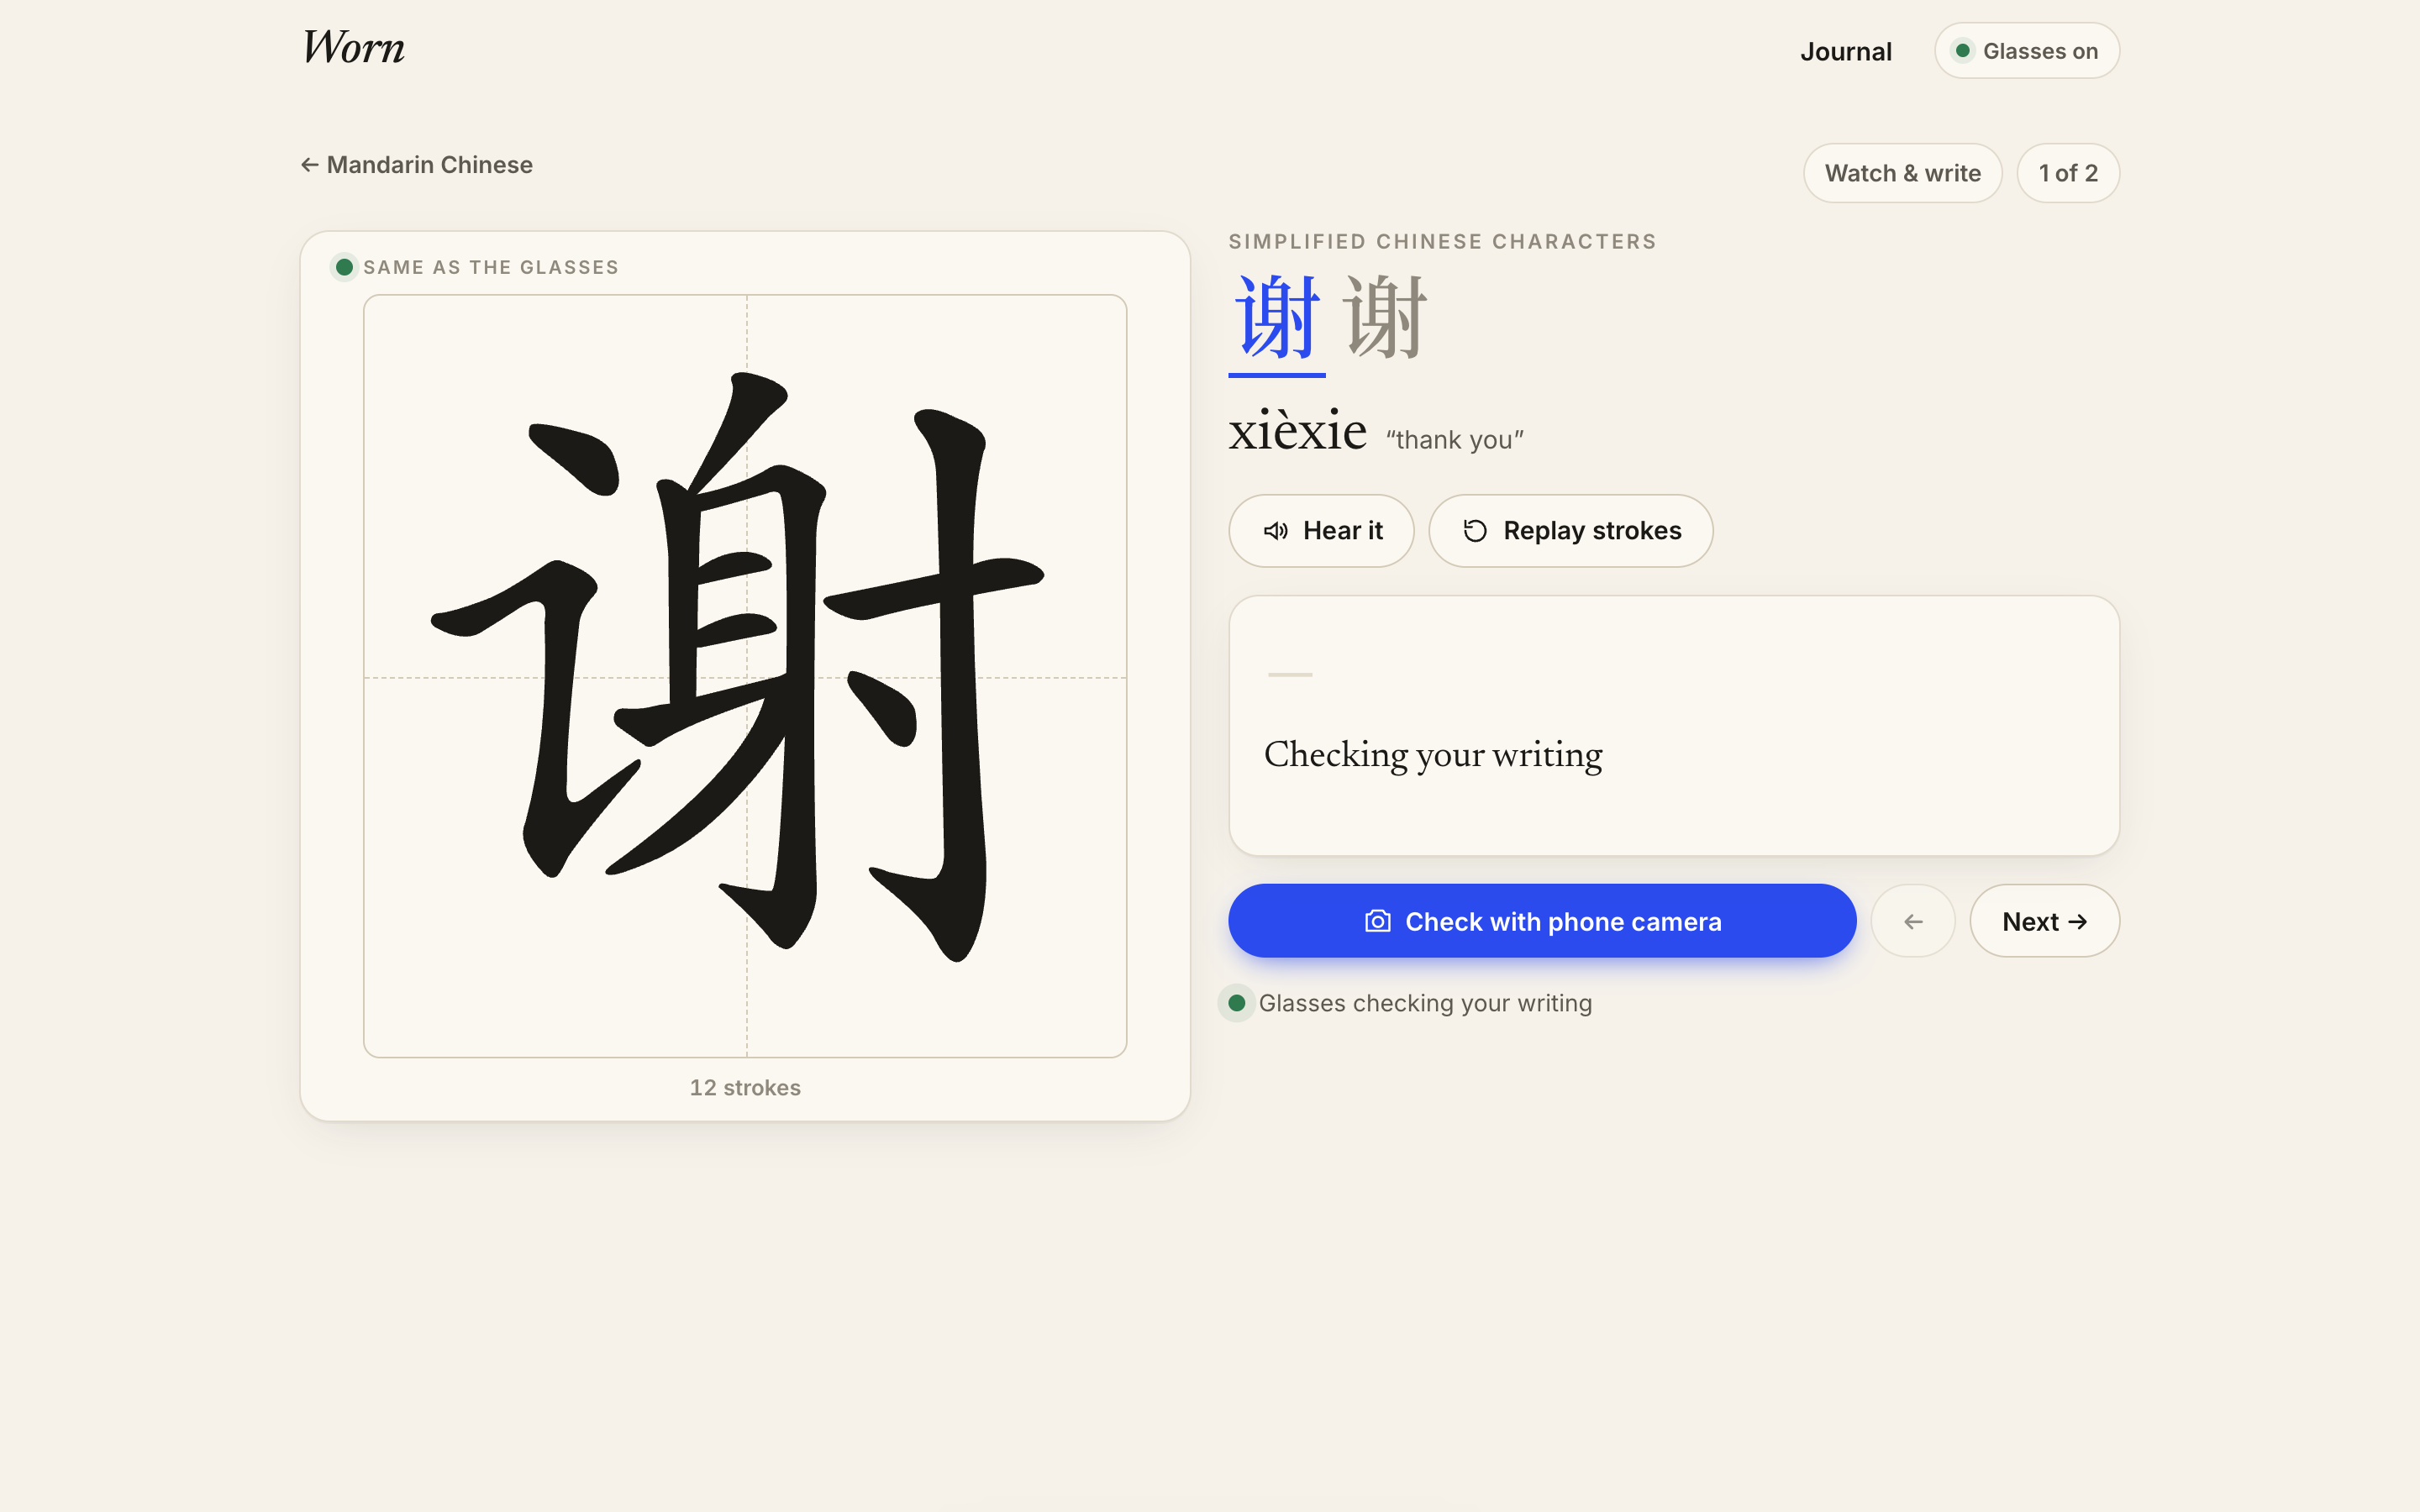 Worn
Journal
Glasses on
← Mandarin Chinese
Watch & write
1 of 2
SAME AS THE GLASSES
谢
12 strokes
SIMPLIFIED CHINESE CHARACTERS
谢谢
xièxie “thank you”
Hear it
Replay strokes
Checking your writing
Check with phone camera
←
Next →
Glasses checking your writing